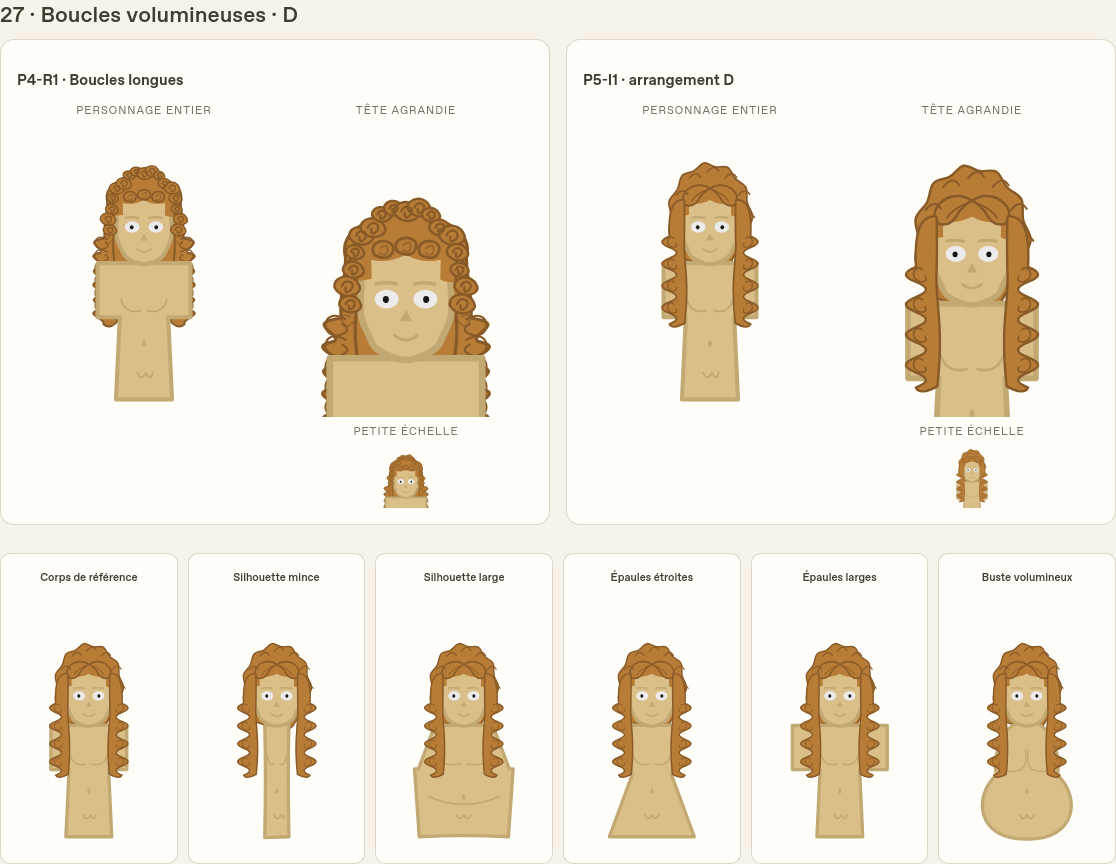 27 · Boucles volumineuses · D
P4-R1 · Boucles longues
PERSONNAGE ENTIER
TÊTE AGRANDIE
PETITE ÉCHELLE
P5-I1 · arrangement D
PERSONNAGE ENTIER
TÊTE AGRANDIE
PETITE ÉCHELLE
Corps de référence
Silhouette mince
Silhouette large
Épaules étroites
Épaules larges
Buste volumineux